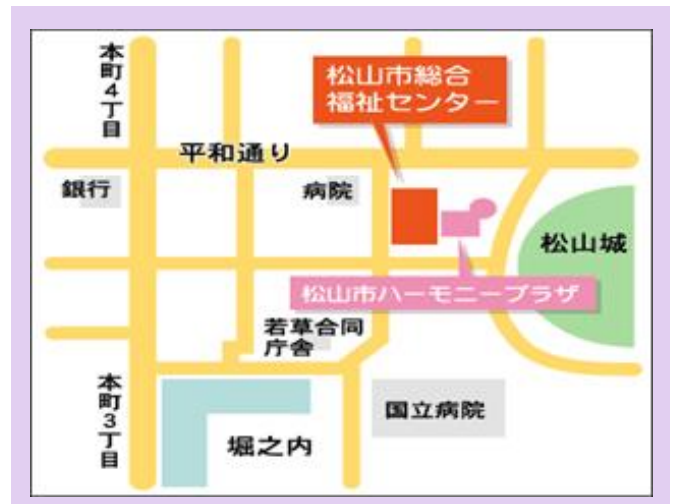 本町4丁目
松山市総合
福祉センター
平和通り
銀行
病院
松山城
松山市ハーモニープラザ
若草合同
庁舎
本町3丁目
国立病院
堀之内